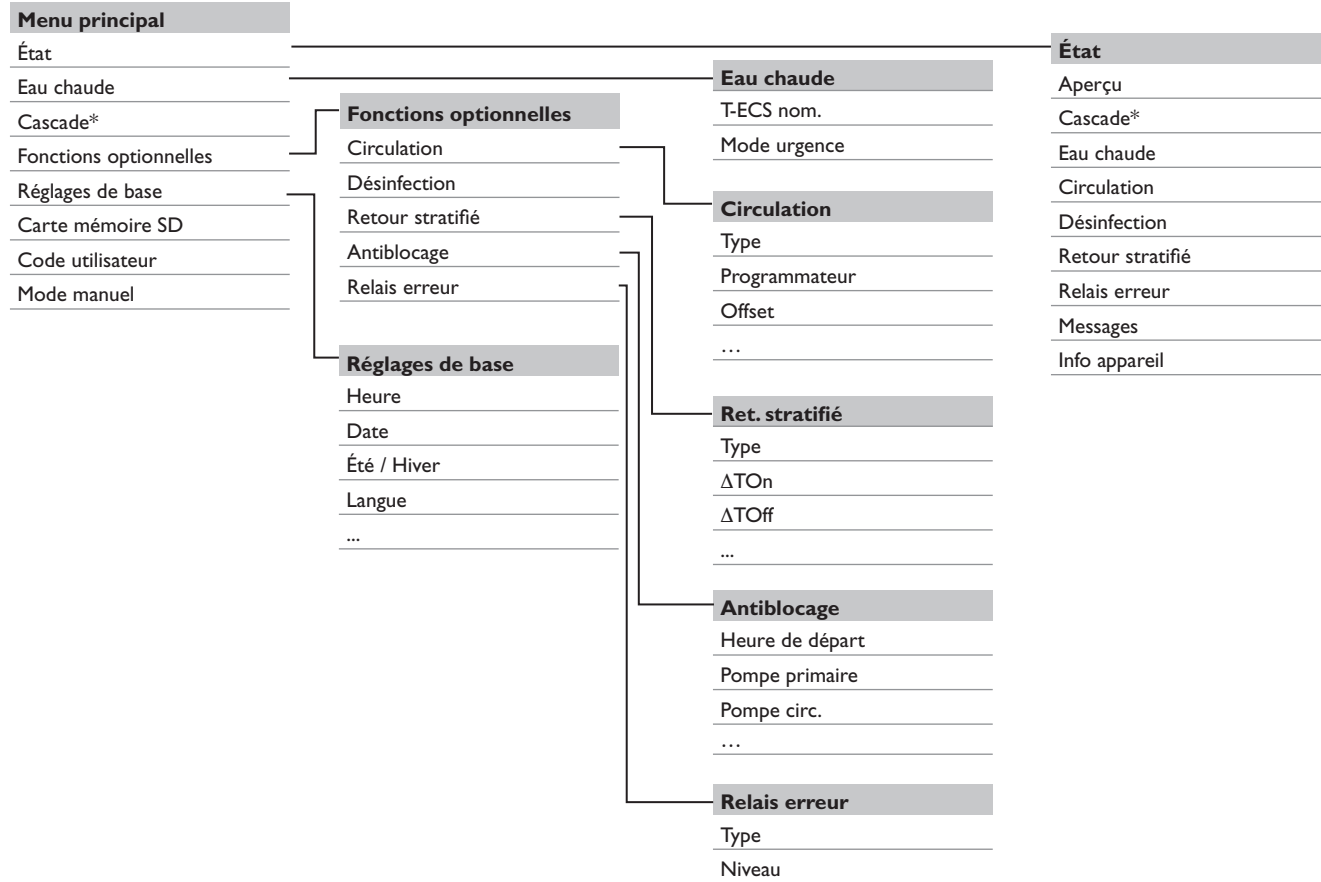 Menu principal
État
Eau chaude
Cascade*
Fonctions optionnelles
Réglages de base
Carte mémoire SD
Code utilisateur
Mode manuel
Fonctions optionnelles
Circulation
Désinfection
Retour stratifié
Antiblocage
Relais erreur
Réglages de base
Heure
Date
Été / Hiver
Langue
...
Eau chaude
T-ECS nom.
Mode urgence
Circulation
Type
Programmateur
Offset
…
Ret. stratifié
Type
ΔTOn
ΔTOff
...
Antiblocage
Heure de départ
Pompe primaire
Pompe circ.
…
Relais erreur
Type
Niveau
État
Aperçu
Cascade*
Eau chaude
Circulation
Désinfection
Retour stratifié
Relais erreur
Messages
Info appareil